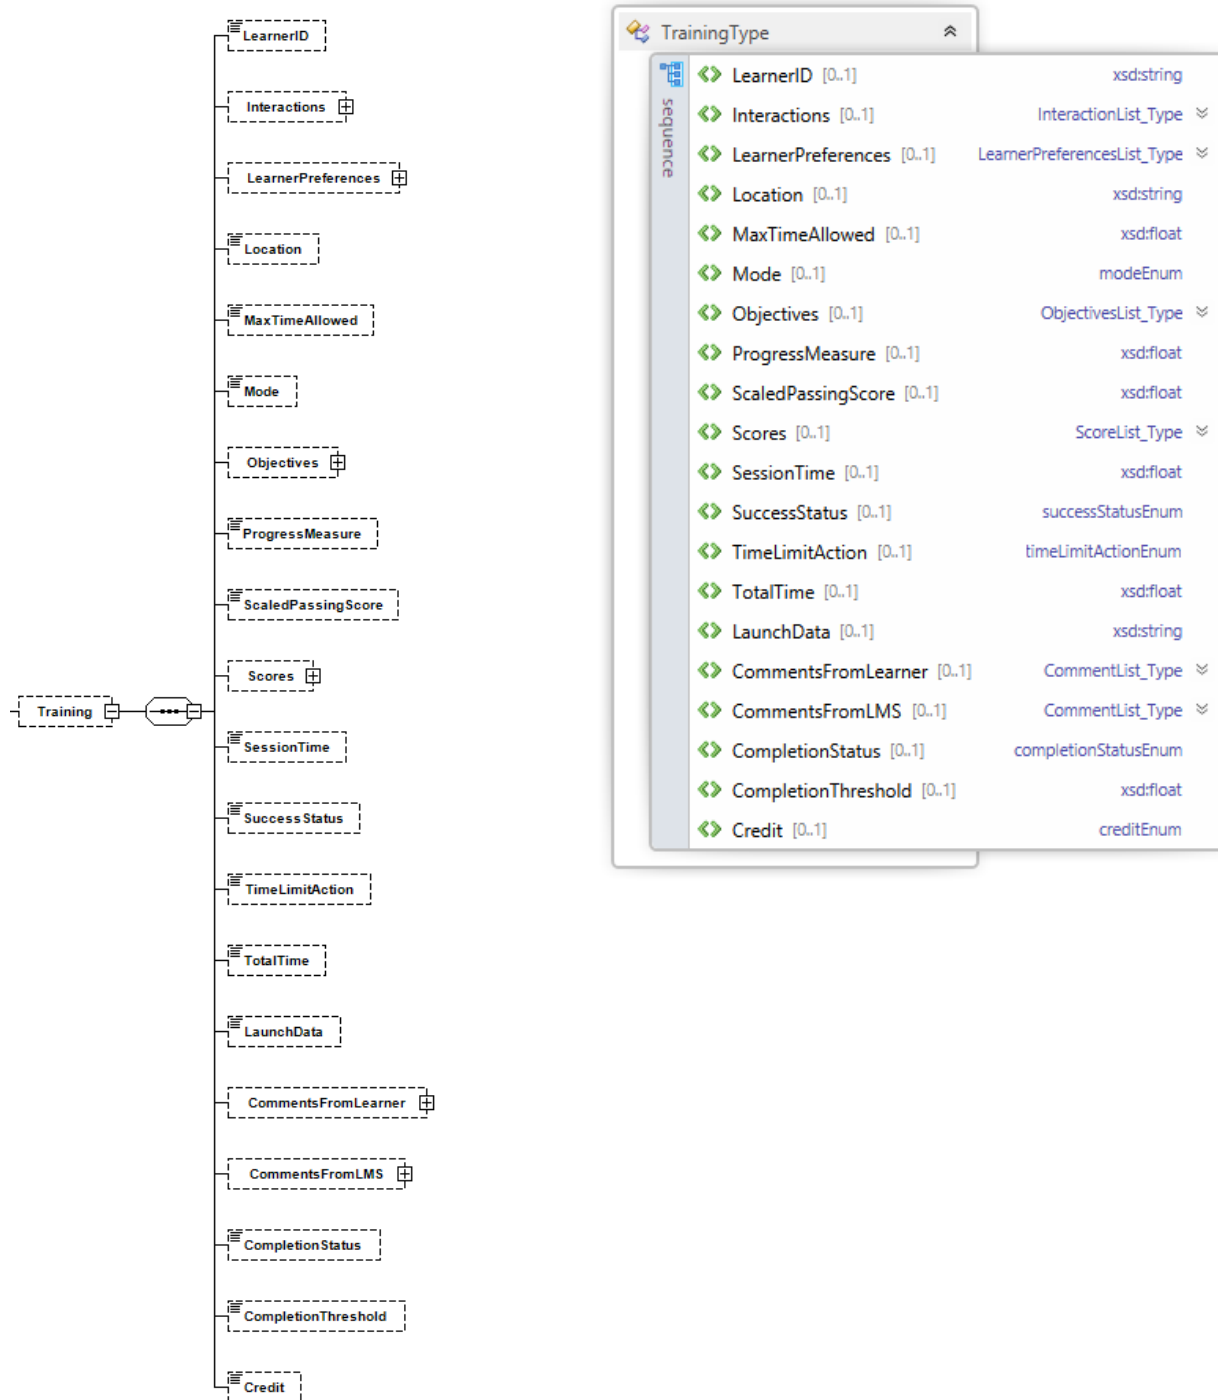 LearnerID
Interactions
LearnerPreferences
Location
MaxTimeAllowed
Mode
Objectives
ProgressMeasure
ScaledPassingScore
Scores
Training
SessionTime
SuccessStatus
TimeLimitAction
TotalTime
LaunchData
CommentsFromLearner
CommentsFromLMS
CompletionStatus
CompletionThreshold
Credit
TrainingType
sequence
LearnerID [0..1] xsd:string
Interactions [0..1] InteractionList_Type
LearnerPreferences [0..1] LearnerPreferencesList_Type
Location [0..1] xsd:string
MaxTimeAllowed [0..1] xsd:float
Mode [0..1] modeEnum
Objectives [0..1] ObjectivesList_Type
ProgressMeasure [0..1] xsd:float
ScaledPassingScore [0..1] xsd:float
Scores [0..1] ScoreList_Type
SessionTime [0..1] xsd:float
SuccessStatus [0..1] successStatusEnum
TimeLimitAction [0..1] timeLimitActionEnum
TotalTime [0..1] xsd:float
LaunchData [0..1] xsd:string
CommentsFromLearner [0..1] CommentList_Type
CommentsFromLMS [0..1] CommentList_Type
CompletionStatus [0..1] completionStatusEnum
CompletionThreshold [0..1] xsd:float
Credit [0..1] creditEnum